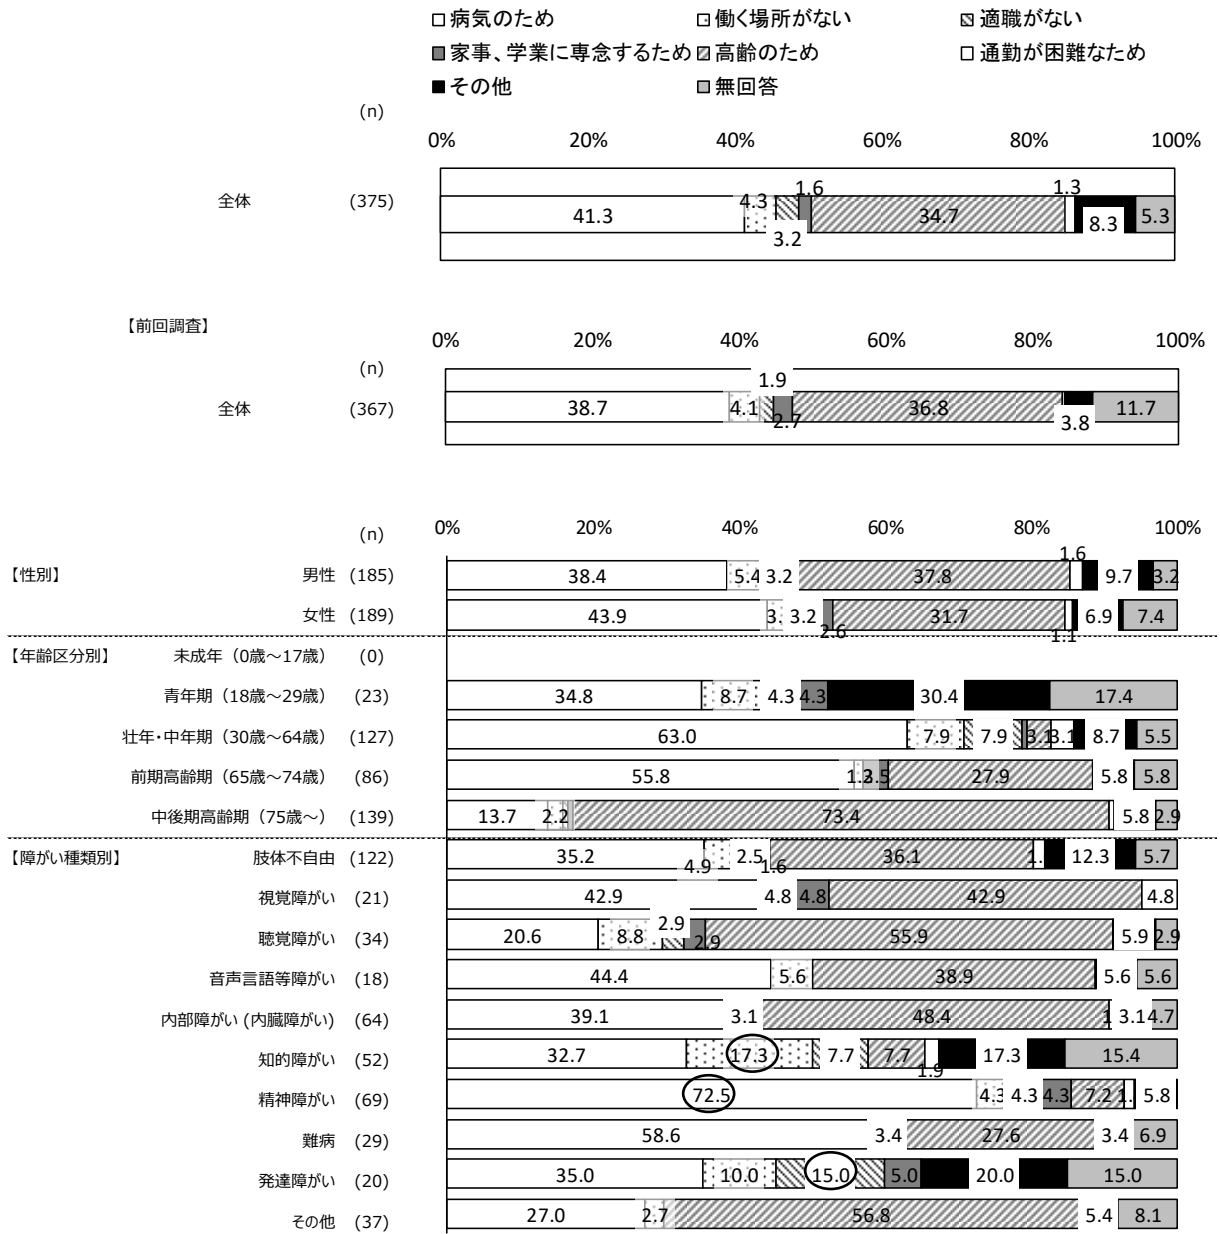 病気のため 働く場所がない 適職がない
家事、学業に専念するため 高齢のため 通勤が困難なため
その他 無回答
(n)
0% 20% 40% 60% 80% 100%
全体 (375) 41.3 4.3 3.2 1.6 34.7 1.3 8.3 5.3
【前回調査】
0% 20% 40% 60% 80% 100%
(n)
全体 (367) 38.7 4.1 1.9 2.7 36.8 3.8 11.7
(n) 0% 20% 40% 60% 80% 100%
【性別】 男性 (185) 38.4 5.4 3.2 37.8 1.6 9.7 3.2
女性 (189) 43.9 3. 3.2 2.6 31.7 1.1 6.9 7.4
【年齢区分別】 未成年（0歳～17歳） (0)
青年期（18歳～29歳） (23) 34.8 8.7 4.3 4.3 30.4 17.4
壮年・中年期（30歳～64歳） (127) 63.0 7.9 7.9 3.1 3.1 8.7 5.5
前期高齢期（65歳～74歳） (86) 55.8 27.9 5.8 5.8
中後期高齢期（75歳～） (139) 13.7 2.2 73.4 5.8 2.9
【障がい種類別】 肢体不自由 (122) 35.2 4.9 2.5 1.6 36.1 1. 12.3 5.7
視覚障がい (21) 42.9 4.8 4.8 42.9 4.8
聴覚障がい (34) 20.6 8.8 2.9 2.9 55.9 5.9 2.9
音声言語等障がい (18) 44.4 5.6 38.9 5.6 5.6
内部障がい (内臓障がい) (64) 39.1 3.1 48.4 1 3.1 4.7
知的障がい (52) 32.7 17.3 7.7 7.7 1.9 17.3 15.4
精神障がい (69) 72.5 4.3 4.3 4.3 7.2 1. 5.8
難病 (29) 58.6 3.4 27.6 3.4 6.9
発達障がい (20) 35.0 10.0 15.0 5.0 20.0 15.0
その他 (37) 27.0 2.7 56.8 5.4 8.1